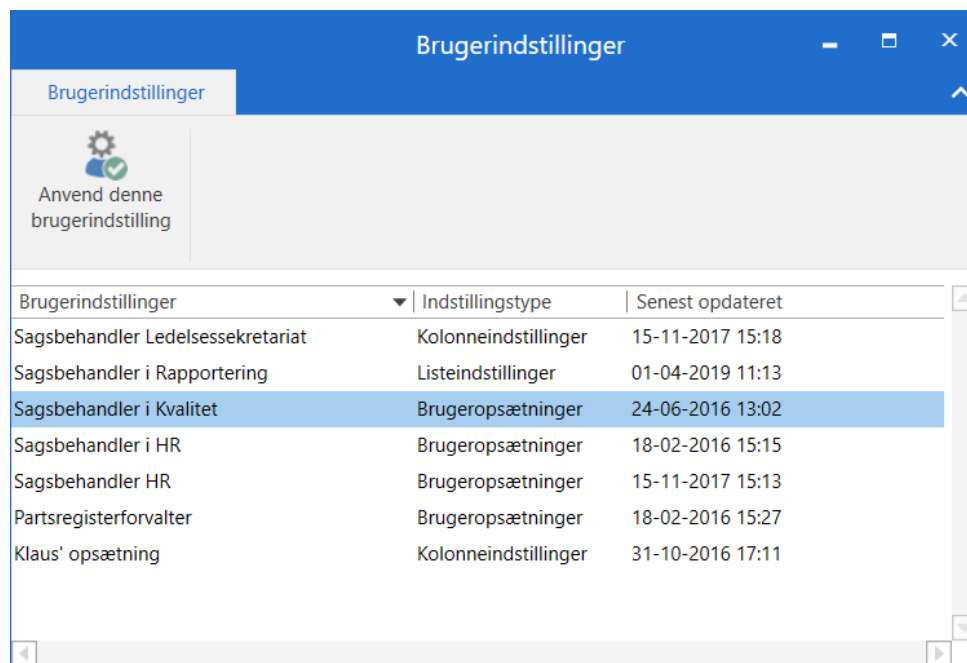 Brugerindstillinger
Brugerindstillinger
Anvend denne
brugerindstilling
Brugerindstillinger Indstillingstype Senest opdateret
Sagsbehandler Ledelsessekretariat Kolonneindstillinger 15-11-2017 15:18
Sagsbehandler i Rapportering Listeindstillinger 01-04-2019 11:13
Sagsbehandler i Kvalitet Brugeropsætninger 24-06-2016 13:02
Sagsbehandler i HR Brugeropsætninger 18-02-2016 15:15
Sagsbehandler HR Brugeropsætninger 15-11-2017 15:13
Partsregisterforvalter Brugeropsætninger 18-02-2016 15:27
Klaus' opsætning Kolonneindstillinger 31-10-2016 17:11